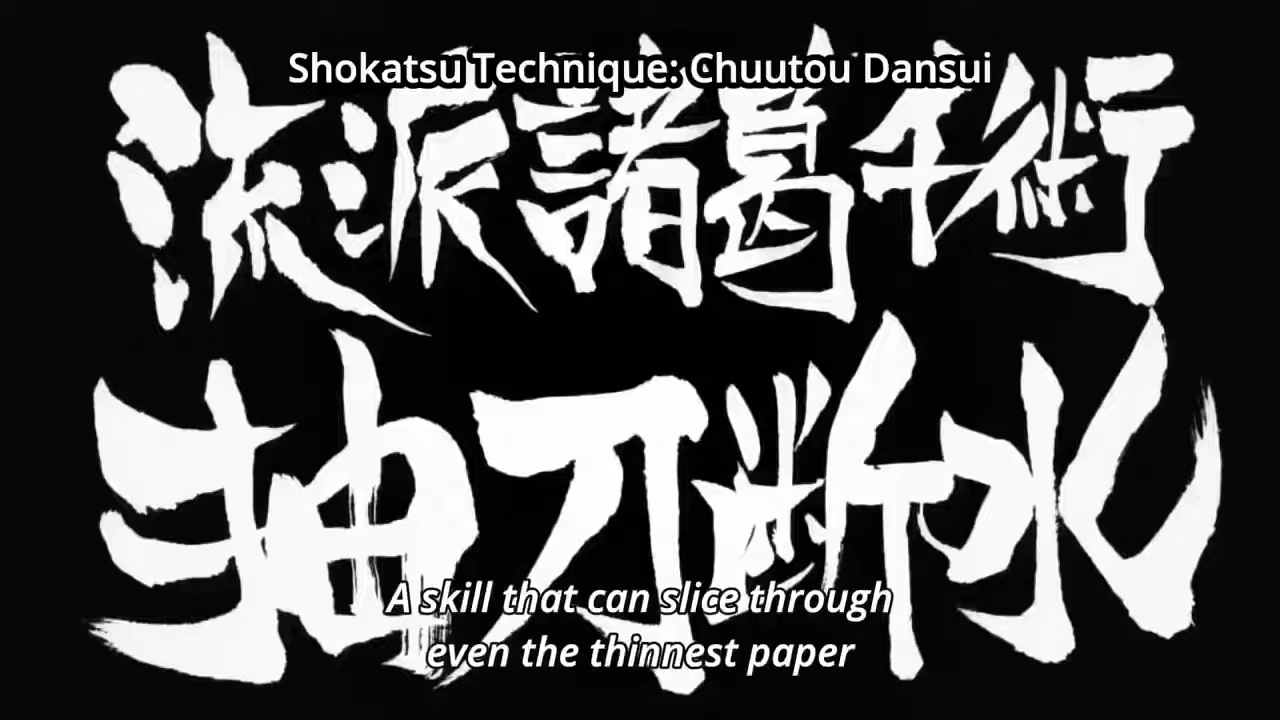 Shokatsu Technique: Chuutou Dansui
流派諸葛千術
抽刀断水
A skill that can slice through
even the thinnest paper